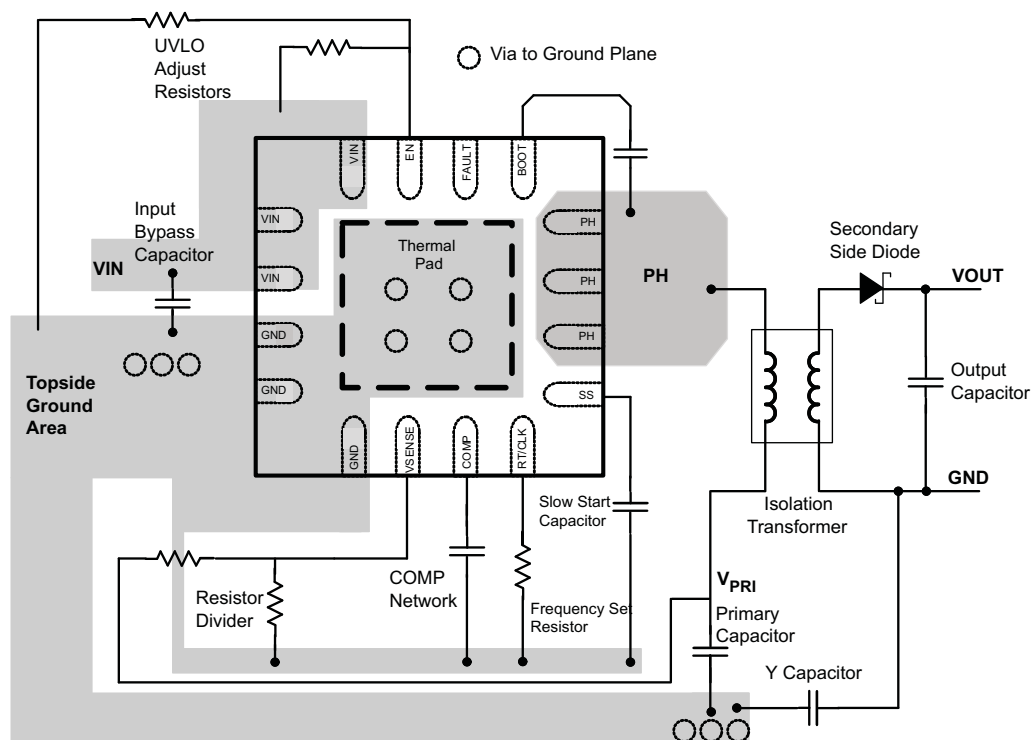 UVLO
Adjust
Resistors
Via to Ground Plane
VIN
EN
FAULT
BOOT
Input
Bypass
Capacitor
VIN
VIN
VIN
GND
GND
Thermal
Pad
PH
PH
PH
PH
SS
Secondary
Side Diode
VOUT
Output
Capacitor
GND
Isolation
Transformer
Topside
Ground
Area
GND
VSENSE
COMP
RT/CLK
Slow Start
Capacitor
Resistor
Divider
COMP
Network
Frequency Set
Resistor
VPRI
Primary
Capacitor
Y Capacitor